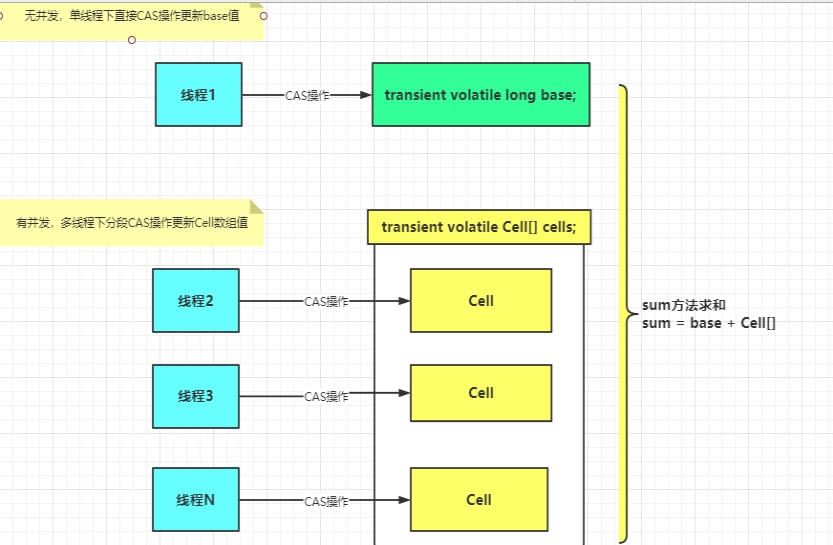 无并发，单线程下直接CAS操作更新base值
线程1
CAS操作
transient volatile long base;
有并发，多线程下分段CAS操作更新Cell数组值
transient volatile Cell[] cells;
线程2
CAS操作
Cell
sum方法求和
sum = base + Cell[]
线程3
CAS操作
Cell
线程N
CAS操作
Cell